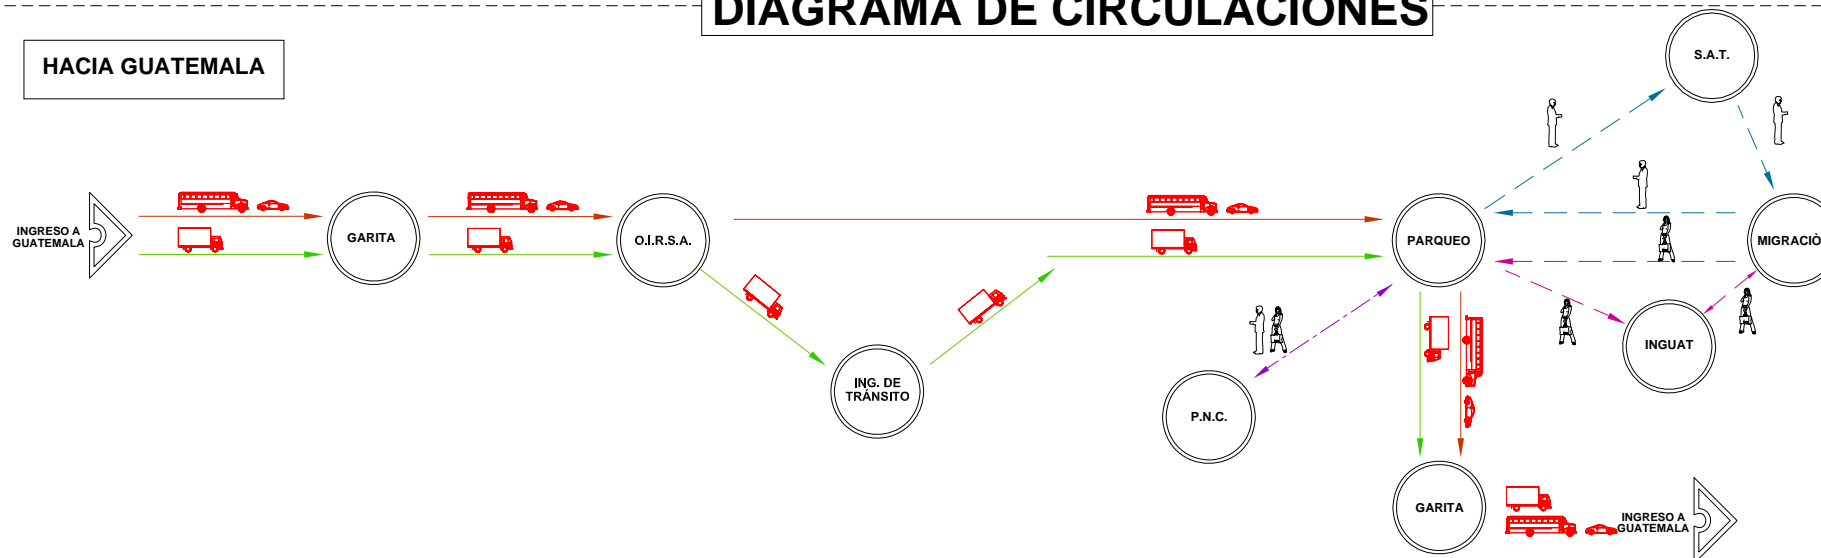 DIAGRAMA DE CIRCULACIONES
HACIA GUATEMALA
S.A.T.
INGRESO A
GUATEMALA
GARITA
O.I.R.S.A.
PARQUEO
MIGRACIÒ
INGUAT
ING. DE
TRÁNSITO
P.N.C.
GARITA
INGRESO A
GUATEMALA